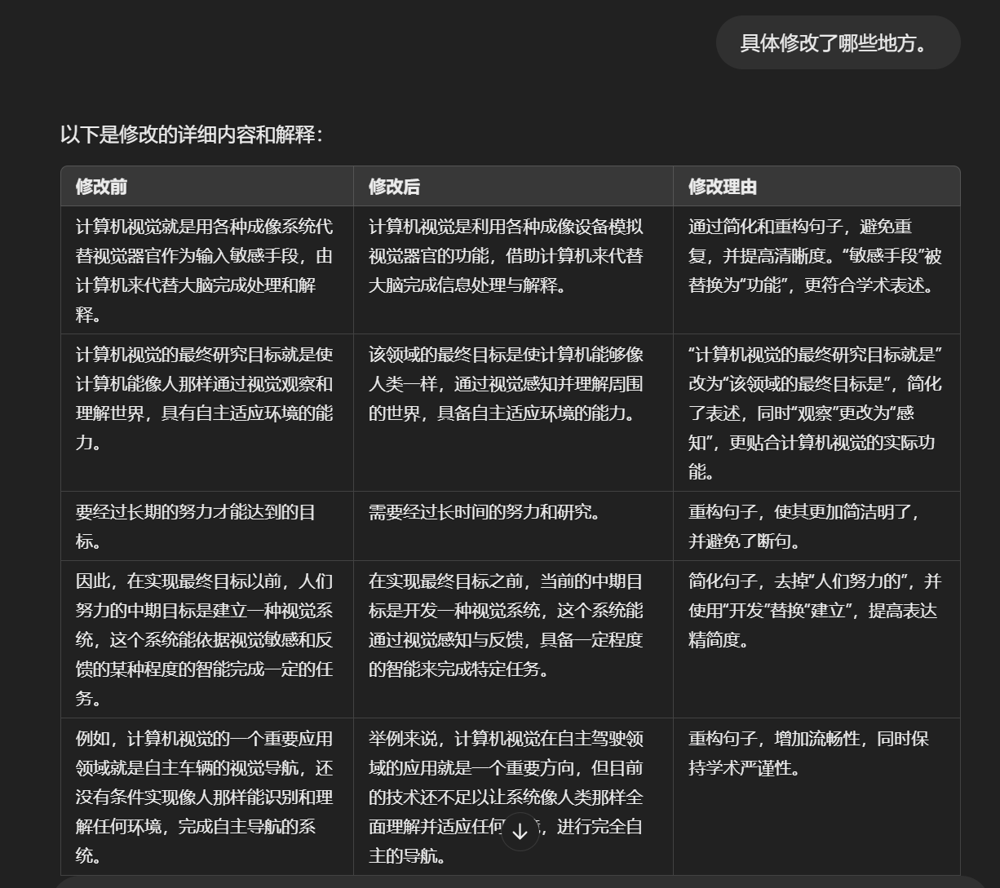 具体修改了哪些地方。
以下是修改的详细内容和解释：
修改前
修改后
修改理由
计算机视觉就是用各种成像系统代
替视觉器官作为输入敏感手段，由
计算机来代替大脑完成处理和解
释。
计算机视觉是利用各种成像设备模拟
视觉器官的功能，借助计算机来代替
大脑完成信息处理与解释。
通过简化和重构句子，避免重
复，并提高清晰度。“敏感手段”被
替换为“功能”，更符合学术表述。
计算机视觉的最终研究目标就是使
计算机能像人那样通过视觉观察和
理解世界，具有自主适应环境的能
力。
该领域的最终目标是使计算机能够像
人类一样，通过视觉感知并理解周围
的世界，具备自主适应环境的能力。
“计算机视觉的最终研究目标就是”
改为“该领域的最终目标是”，简化
了表述，同时“观察”更改为“感
知”，更贴合计算机视觉的实际功
能。
要经过长期的努力才能达到的目
标。
需要经过长时间的努力和研究。
重构句子，使其更加简洁明了，
并避免了断句。
因此，在实现最终目标以前，人们
努力的中期目标是建立一种视觉系
统，这个系统能依据视觉敏感和反
馈的某种程度的智能完成一定的任
务。
在实现最终目标之前，当前的中期目
标是开发一种视觉系统，这个系统能
通过视觉感知与反馈，具备一定程度
的智能来完成特定任务。
简化句子，去掉“人们努力的”，并
使用“开发”替换“建立”，提高表达
精简度。
例如，计算机视觉的一个重要应用
领域就是自主车辆的视觉导航，还
没有条件实现像人那样能识别和理
解任何环境，完成自主导航的系
统。
举例来说，计算机视觉在自主驾驶领
域的应用就是一个重要方向，但目前
的技术还不足以让系统像人类那样全
面理解并适应任何，进行完全自
主的导航。
重构句子，增加流畅性，同时保
持学术严谨性。